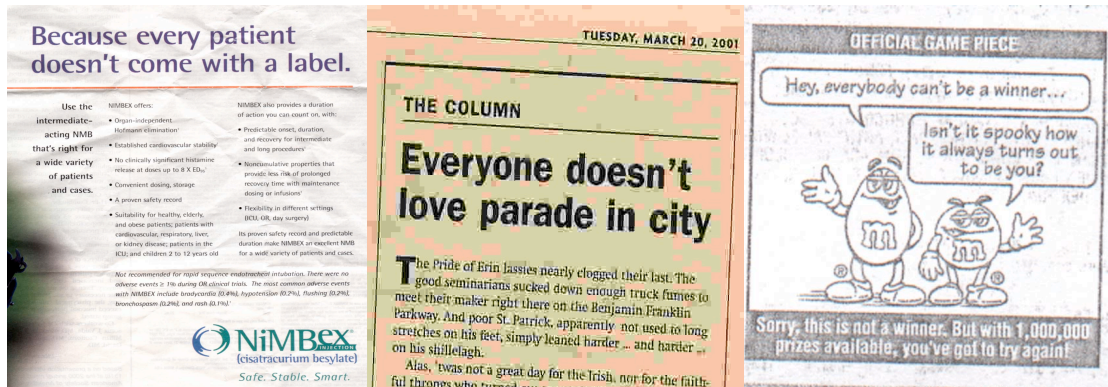 Because every patient
doesn't come with a label.
Use the
intermediate-
acting NMB
that's right for
a wide variety
of patients
and cases.
NIMBEX offers:
• Organ-independent
Hofmann elimination¹
• Established cardiovascular stability
• No clinically significant histamine
release at doses up to 8 X ED₉₅
• Convenient dosing, storage
• A proven safety record
• Suitability for healthy, elderly,
and obese patients; patients with
cardiovascular, respiratory, liver,
or kidney disease; patients in the
ICU; and children 2 to 12 years old
NIMBEX also provides a duration
of action you can count on, with:
• Predictable onset, duration,
and recovery for intermediate
and long procedures
• Noncumulative properties that
provide less risk of prolonged
recovery time with maintenance
dosing or infusions
• Flexibility in different settings
(ICU, OR, day surgery)
Its proven safety record and predictable
duration make NIMBEX an excellent NMB
for a wide variety of patients and cases.
Not recommended for rapid sequence endotracheal intubation. There were no
adverse events ≥ 1% during OR clinical trials. The most common adverse events
with NIMBEX include bradycardia (0.4%), hypotension (0.2%), flushing (0.2%),
bronchospasm (0.2%), and rash (0.1%).
NiMBEX
INJECTION
(cisatracurium besylate)
Safe. Stable. Smart.
TUESDAY, MARCH 20, 2001
THE COLUMN
Everyone doesn't
love parade in city
The Pride of Erin lassies nearly clogged their last. The
good seminarians sucked down enough truck fumes to
meet their maker right there on the Benjamin Franklin
Parkway. And poor St. Patrick, apparently not used to long
stretches on his feet, simply leaned harder ... and harder ...
on his shillelagh.
Alas, 'twas not a great day for the Irish, nor for the faith-
ful throngs who turned
OFFICIAL GAME PIECE
Hey, everybody can't be a winner...
Isn't it spooky how
it always turns out
to be you?
m
m
®
®
Sorry, this is not a winner. But with 1,000,000
prizes available, you've got to try again!